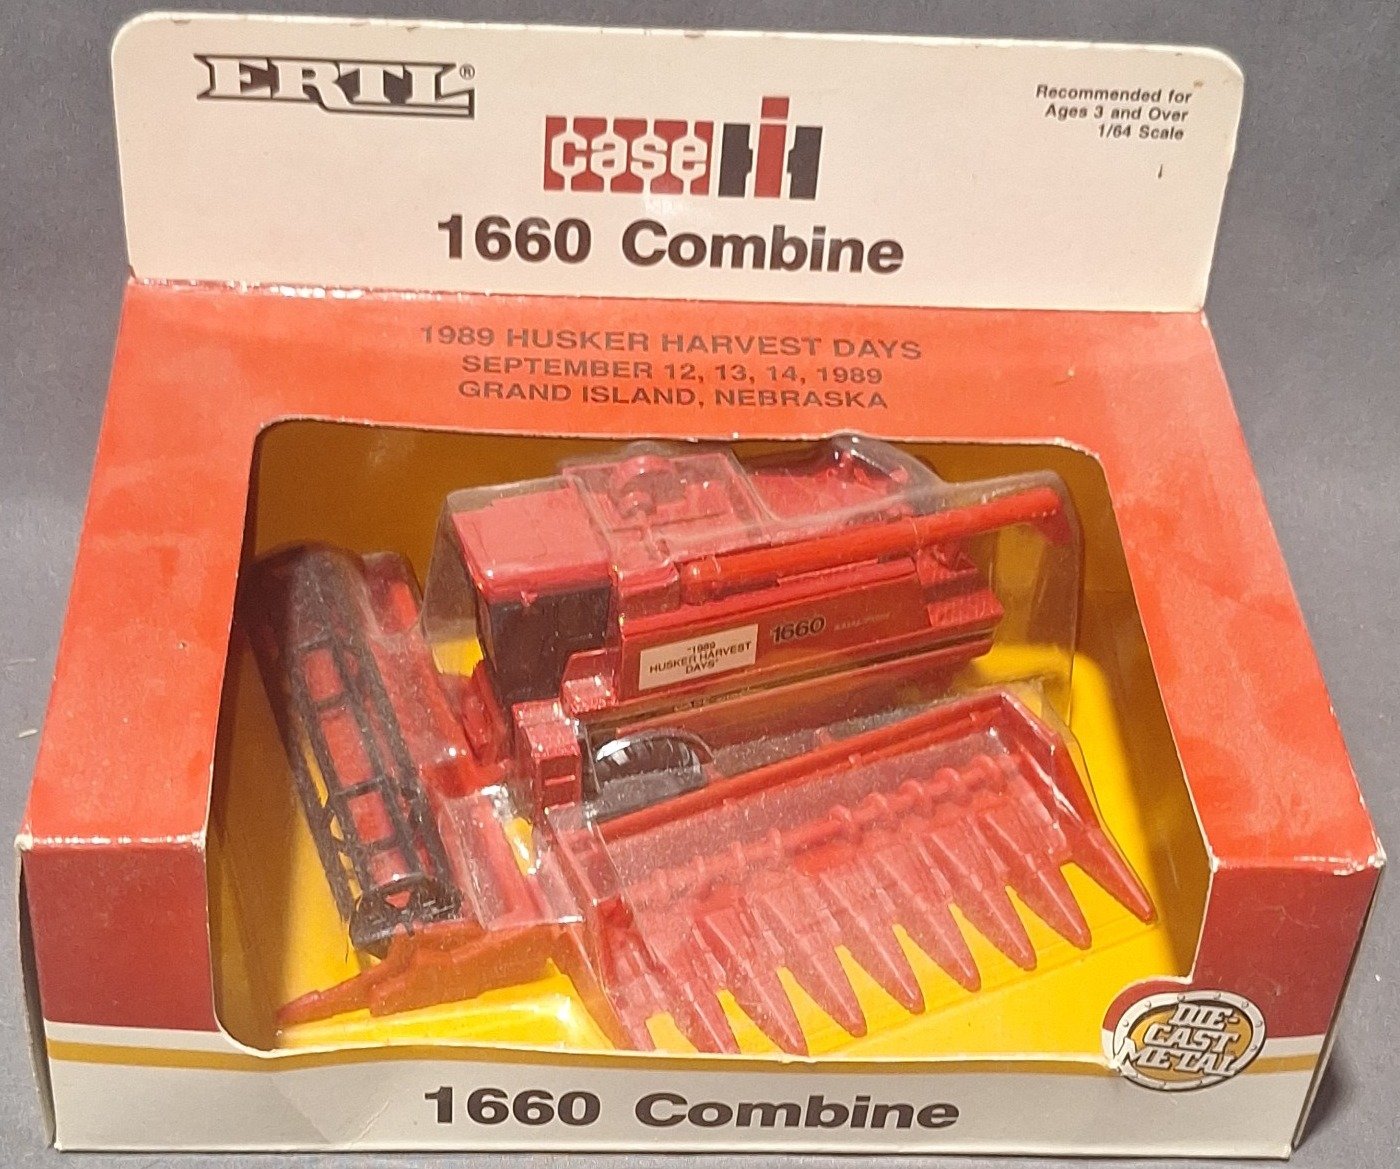 ERTL®
Recommended for
Ages 3 and Over
1/64 Scale
case IH
1660 Combine
1989 HUSKER HARVEST DAYS
SEPTEMBER 12, 13, 14, 1989
GRAND ISLAND, NEBRASKA
"1989
HUSKER HARVEST
DAYS"
1660
DIE
CAST
METAL
1660 Combine